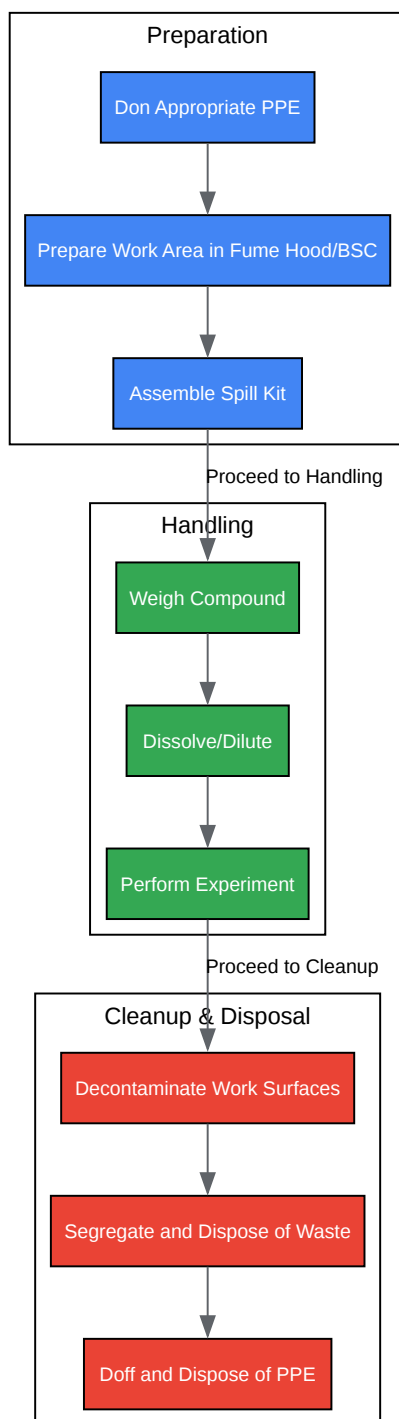 Preparation
Don Appropriate PPE
Prepare Work Area in Fume Hood/BSC
Assemble Spill Kit
Proceed to Handling
Handling
Weigh Compound
Dissolve/Dilute
Perform Experiment
Proceed to Cleanup
Cleanup & Disposal
Decontaminate Work Surfaces
Segregate and Dispose of Waste
Doff and Dispose of PPE